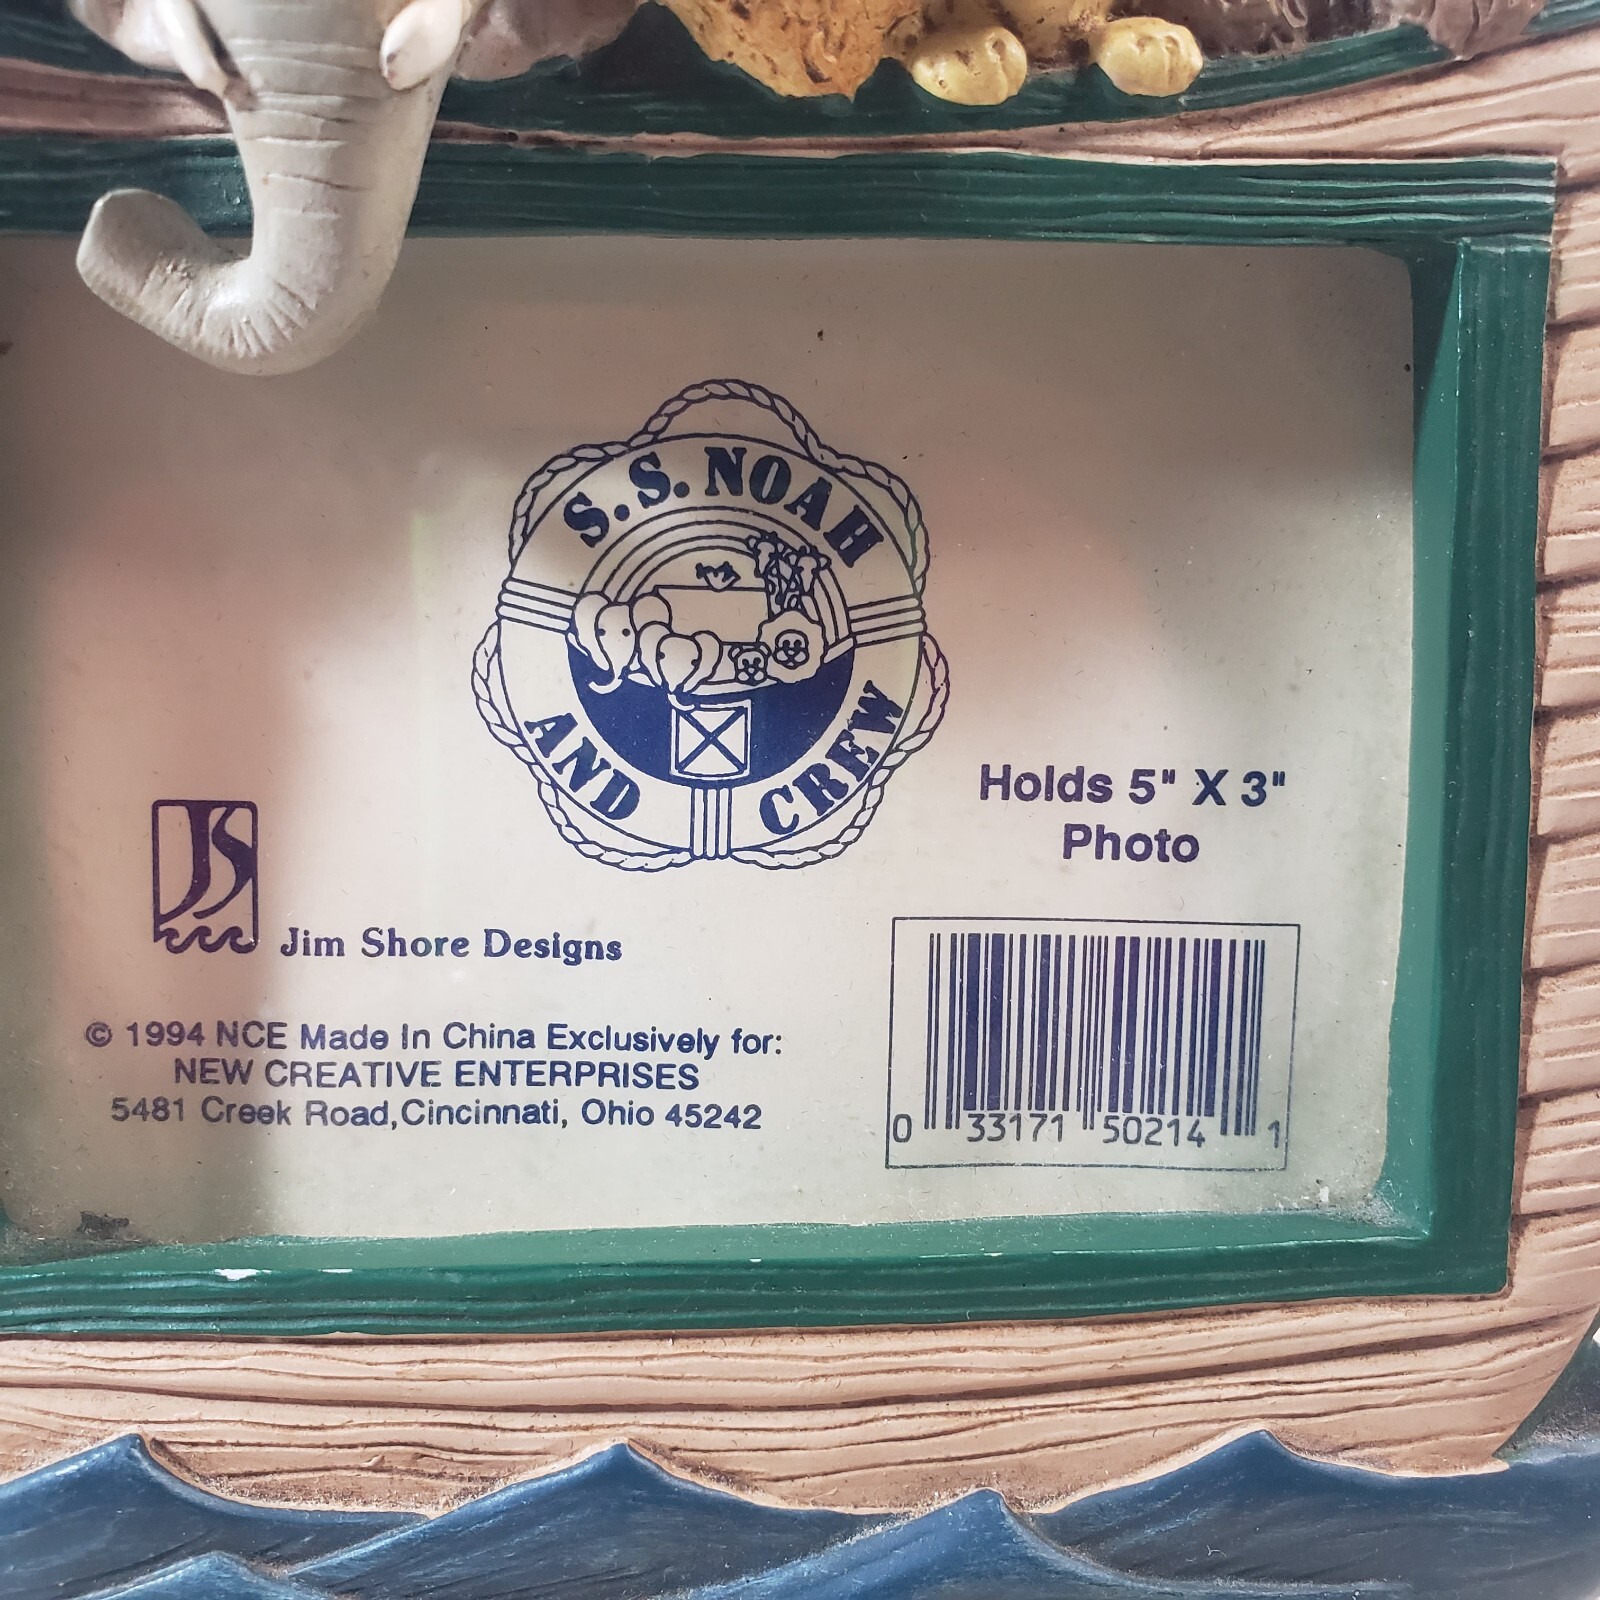 S.S. NOAH
AND CREW
Holds 5" X 3"
Photo
JS
Jim Shore Designs
© 1994 NCE Made In China Exclusively for:
NEW CREATIVE ENTERPRISES
5481 Creek Road, Cincinnati, Ohio 45242
0 33171 50214 1